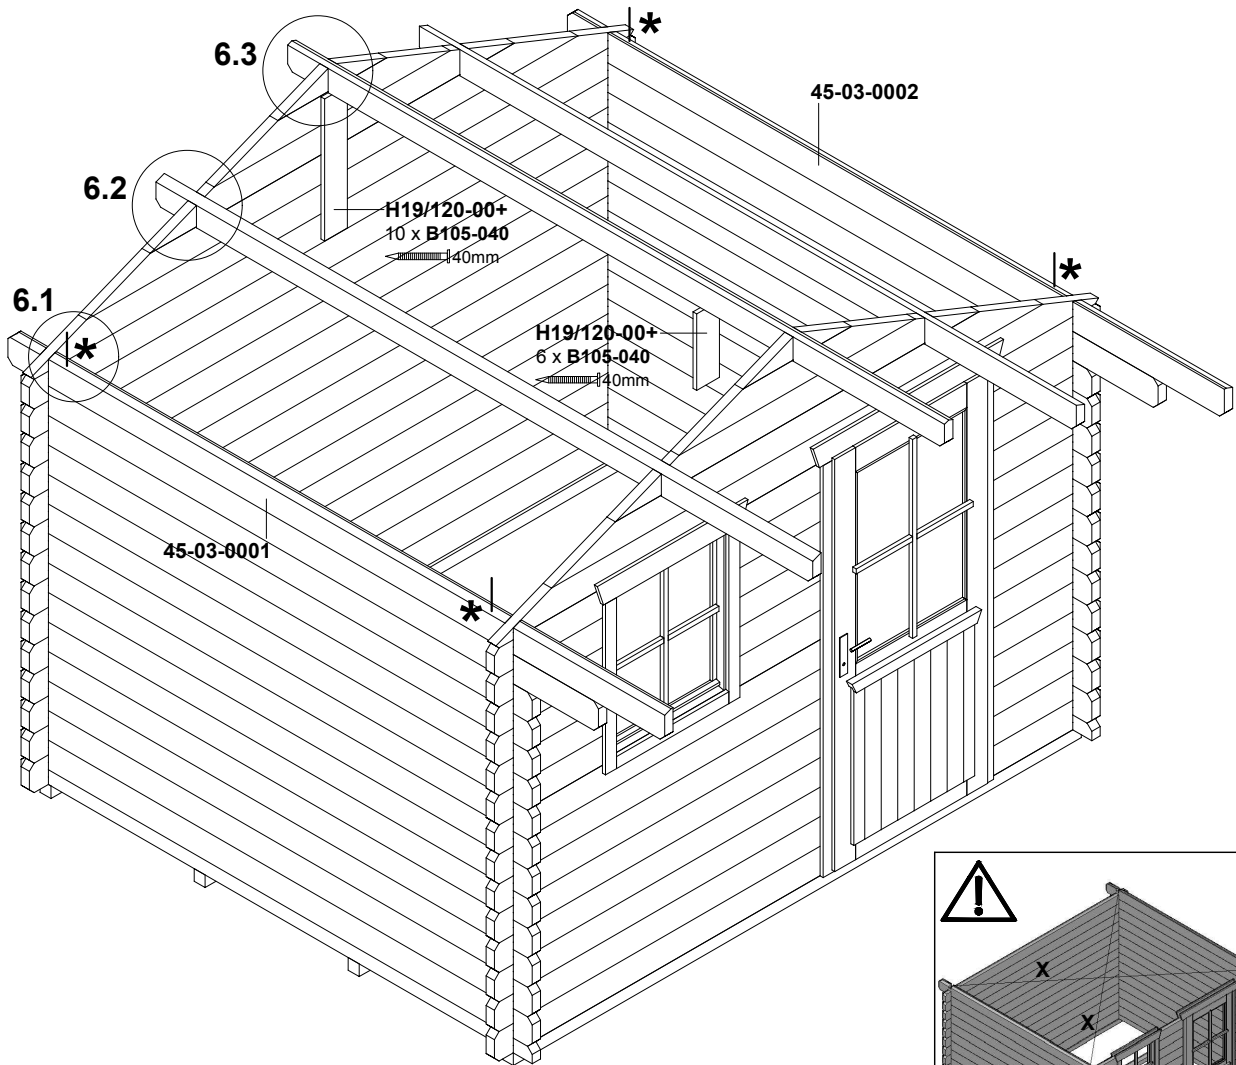 6.3
*
45-03-0002
6.2
H19/120-00+
10 x B105-040
40mm
*
6.1
*
H19/120-00+
6 x B105-040
40mm
45-03-0001
*
!
X
X